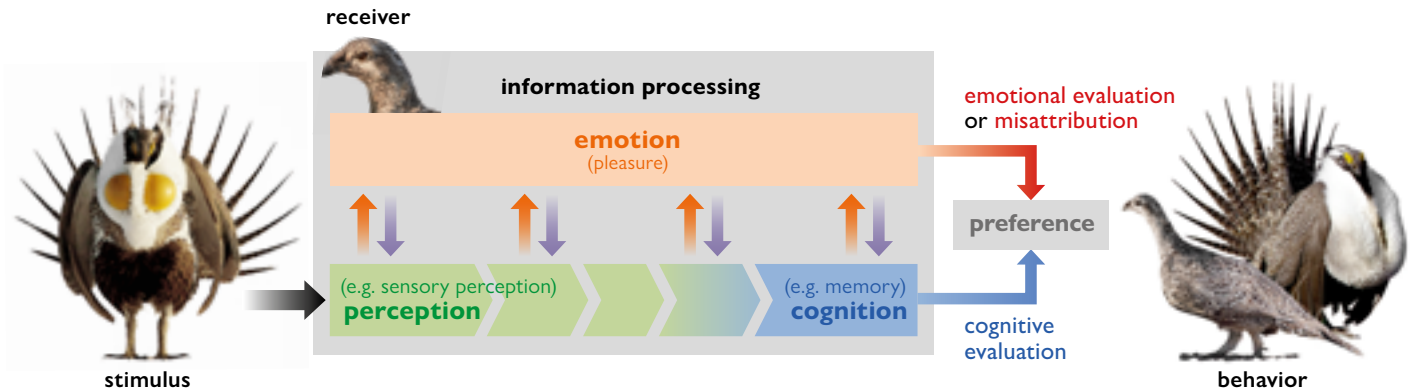 receiver
information processing
emotion
(pleasure)
emotional evaluation
or misattribution
preference
(e.g. sensory perception)
perception
(e.g. memory)
cognition
cognitive
evaluation
stimulus
behavior